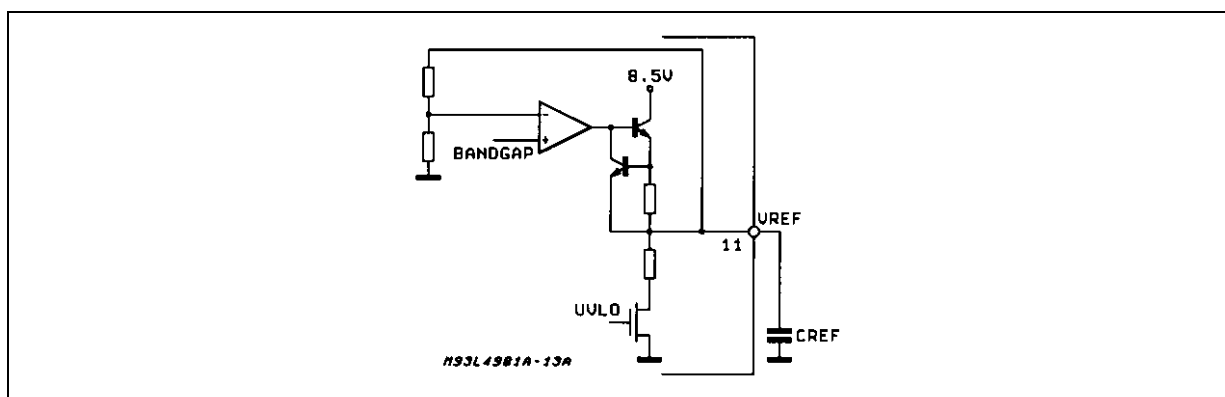 8.5V
BANDGAP
VREF
11
UVLO
CREF
M93L4981A-13A